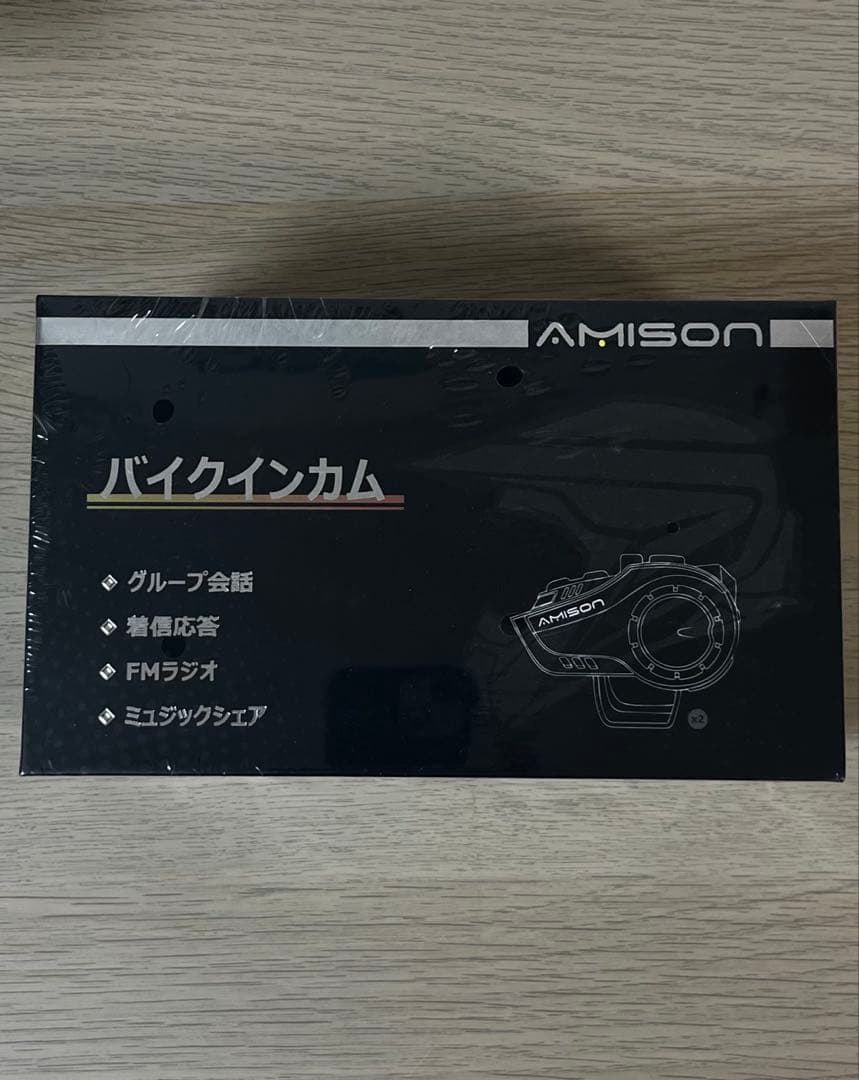 AMISON
バイクインカム
グループ会話
着信応答
FMラジオ
ミュジックシェア
AMISON
x2